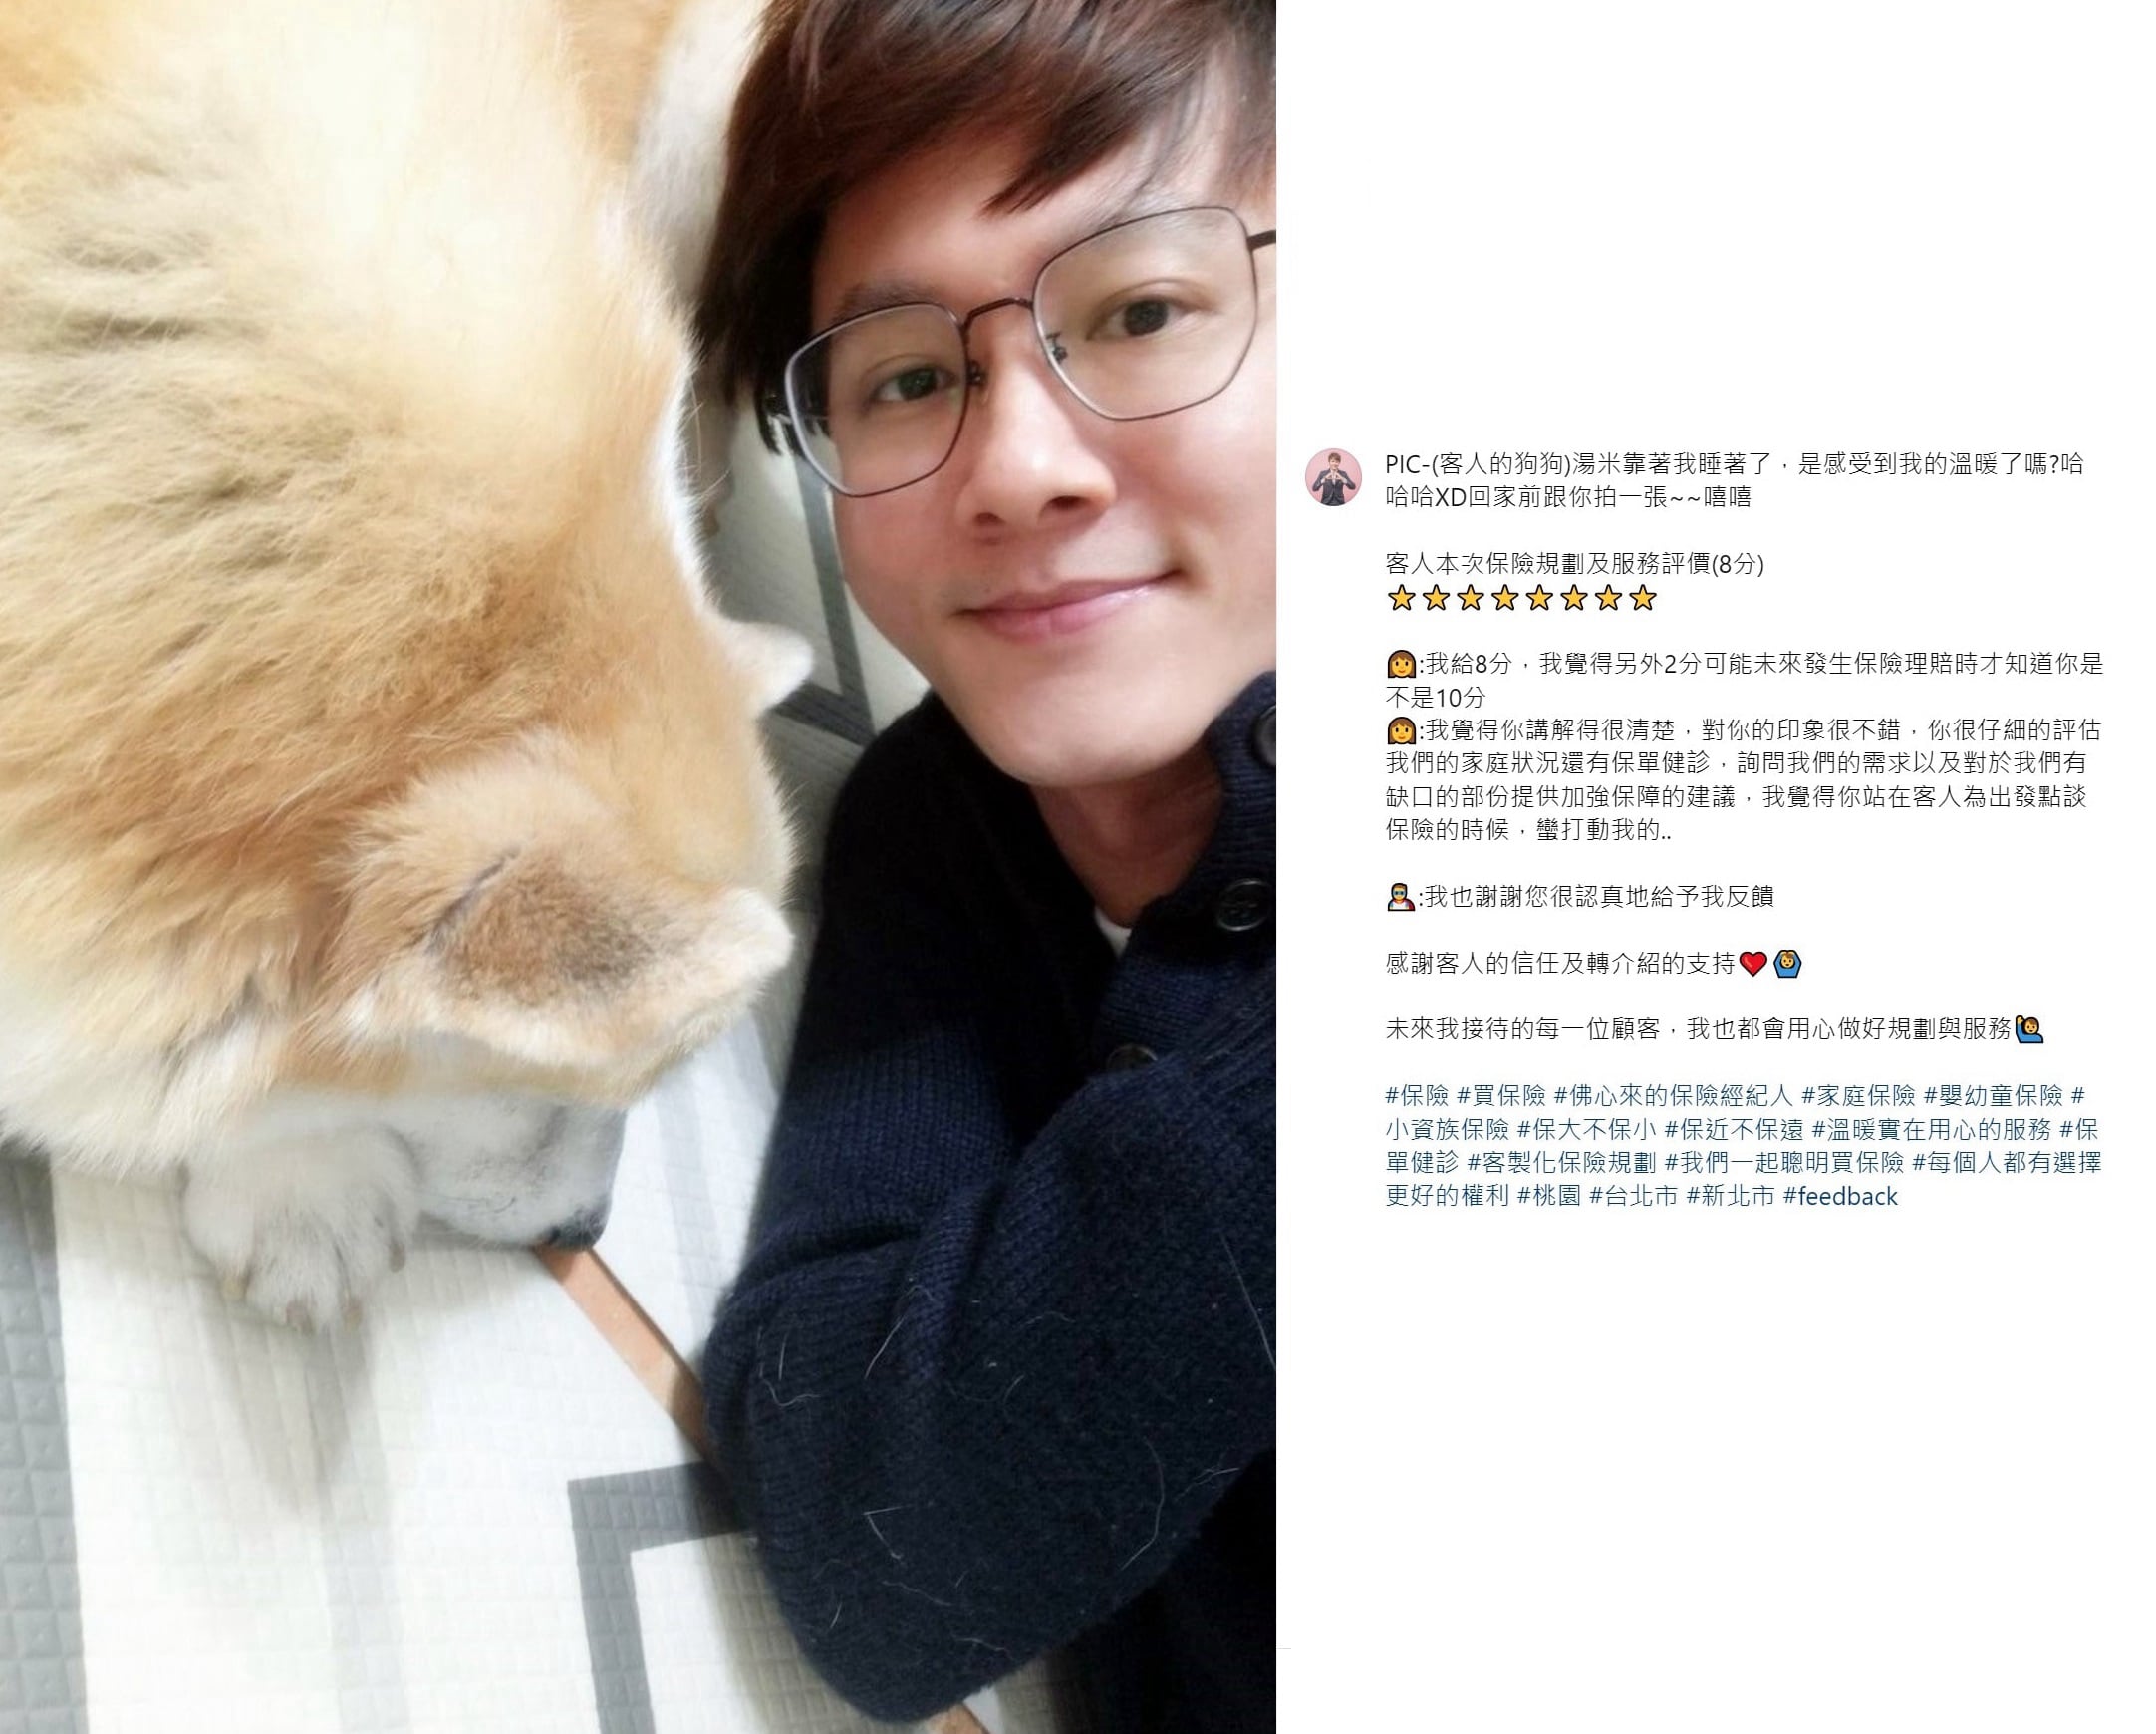 PIC-(客人的狗狗)湯米靠著我睡著了，是感受到我的溫暖了嗎?哈
哈哈XD回家前跟你拍一張~~嘻嘻
客人本次保險規劃及服務評價(8分)
⭐⭐⭐⭐⭐⭐⭐⭐
👩:我給8分，我覺得另外2分可能未來發生保險理賠時才知道你是
不是10分
👩:我覺得你講解得很清楚，對你的印象很不錯，你很仔細的評估
我們的家庭狀況還有保單健診，詢問我們的需求以及對於我們有
缺口的部份提供加強保障的建議，我覺得你站在客人為出發點談
保險的時候，蠻打動我的..
🦸‍♂️:我也謝謝您很認真地給予我反饋
感謝客人的信任及轉介紹的支持❤️🙆‍♂️
未來我接待的每一位顧客，我也都會用心做好規劃與服務🙋‍♂️
#保險 #買保險 #佛心來的保險經紀人 #家庭保險 #嬰幼童保險 #
小資族保險 #保大不保小 #保近不保遠 #溫暖實在用心的服務 #保
單健診 #客製化保險規劃 #我們一起聰明買保險 #每個人都有選擇
更好的權利 #桃園 #台北市 #新北市 #feedback